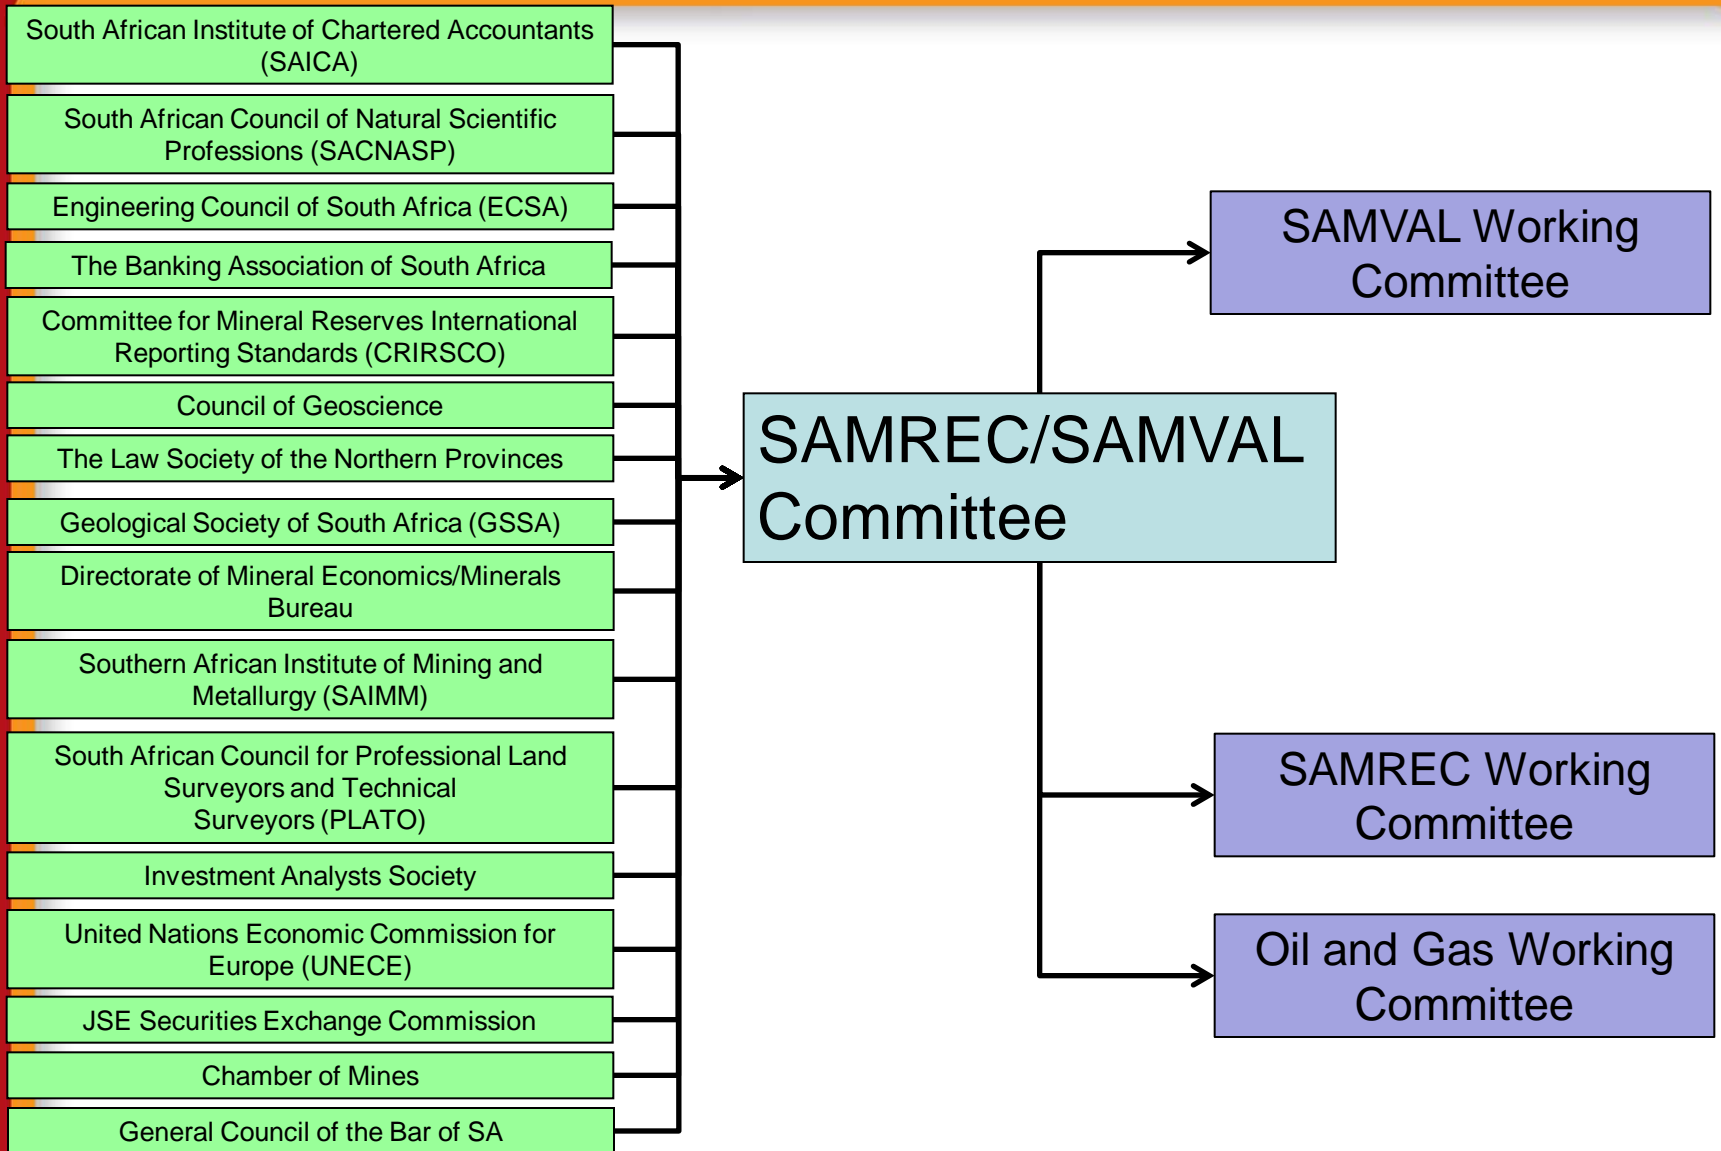 South African Institute of Chartered Accountants
(SAICA)
South African Council of Natural Scientific
Professions (SACNASP)
Engineering Council of South Africa (ECSA)
The Banking Association of South Africa
Committee for Mineral Reserves International
Reporting Standards (CRIRSCO)
Council of Geoscience
The Law Society of the Northern Provinces
Geological Society of South Africa (GSSA)
Directorate of Mineral Economics/Minerals
Bureau
Southern African Institute of Mining and
Metallurgy (SAIMM)
South African Council for Professional Land
Surveyors and Technical
Surveyors (PLATO)
Investment Analysts Society
United Nations Economic Commission for
Europe (UNECE)
JSE Securities Exchange Commission
Chamber of Mines
General Council of the Bar of SA
SAMREC/SAMVAL
Committee
SAMVAL Working
Committee
SAMREC Working
Committee
Oil and Gas Working
Committee